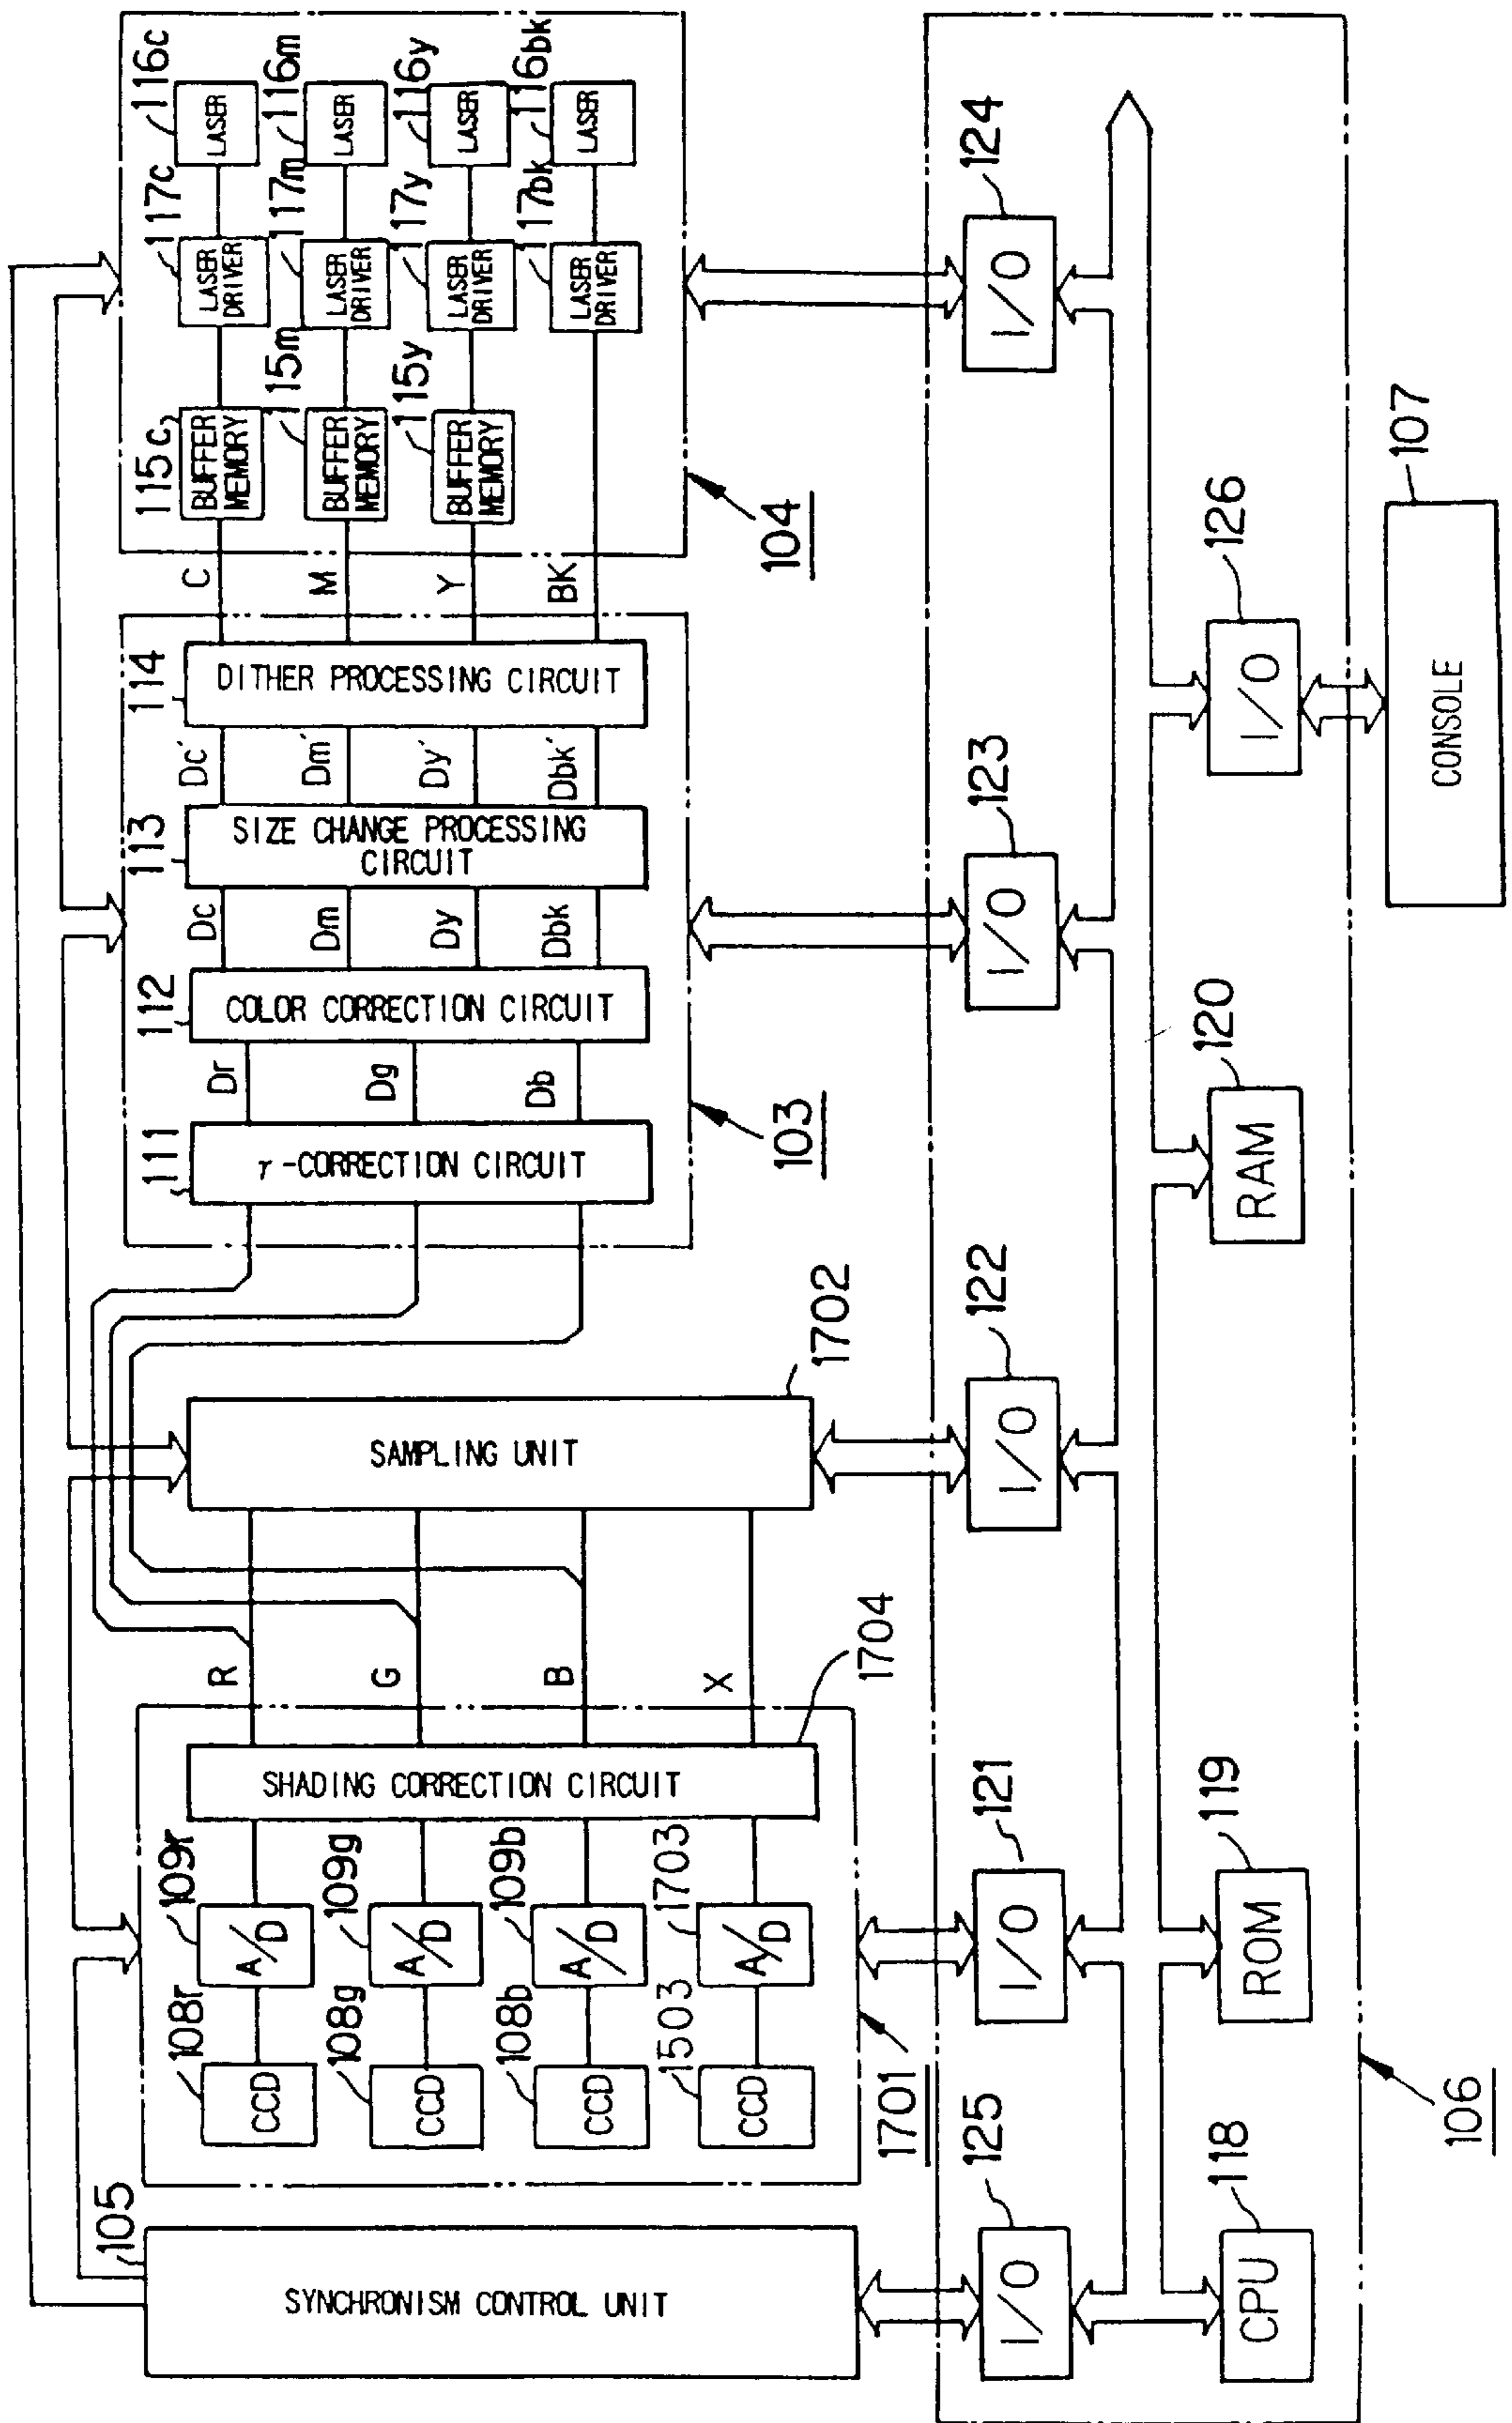 105
SYNCHRONISM CONTROL UNIT
108r
CCD
109r
A/D
108g
CCD
109g
A/D
108b
CCD
109b
A/D
1503
CCD
1703
A/D
SHADING CORRECTION CIRCUIT
1704
1701
R
G
B
X
SAMPLING UNIT
1702
111
γ-CORRECTION CIRCUIT
Dr
Dg
Db
112
COLOR CORRECTION CIRCUIT
Dc
Dm
Dy
Dbk
113
SIZE CHANGE PROCESSING
CIRCUIT
Dc'
Dm'
Dy'
Dbk'
114
DITHER PROCESSING CIRCUIT
103
C
M
Y
BK
115c
BUFFER
MEMORY
117c
LASER
DRIVER
116c
LASER
115m
BUFFER
MEMORY
117m
LASER
DRIVER
116m
LASER
115y
BUFFER
MEMORY
117y
LASER
DRIVER
116y
LASER
117bk
LASER
DRIVER
116bk
LASER
104
125
I/O
121
I/O
122
I/O
123
I/O
124
I/O
118
CPU
119
ROM
120
RAM
126
I/O
106
107
CONSOLE